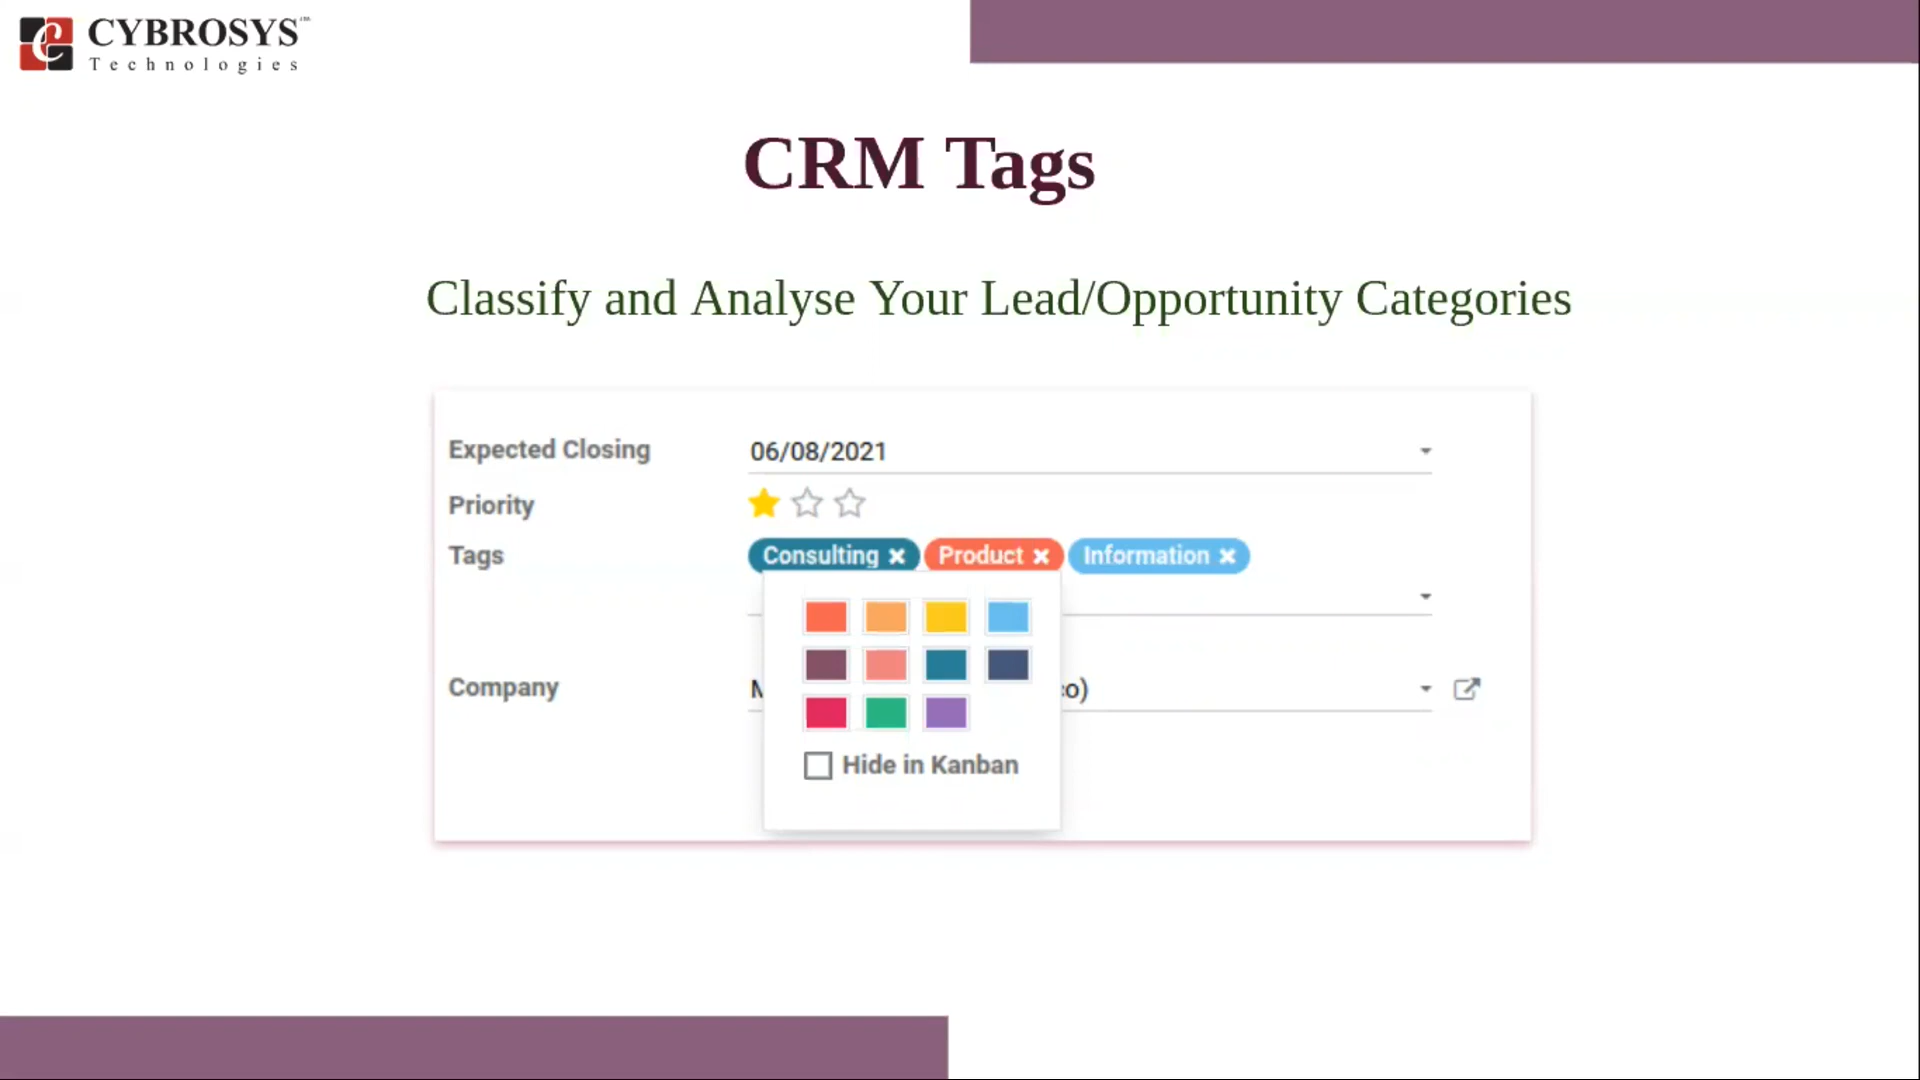 CYBROSYS™
Technologies
CRM Tags
Classify and Analyse Your Lead/Opportunity Categories
Expected Closing 06/08/2021
Priority
Tags Consulting × Product × Information ×
Company
Hide in Kanban